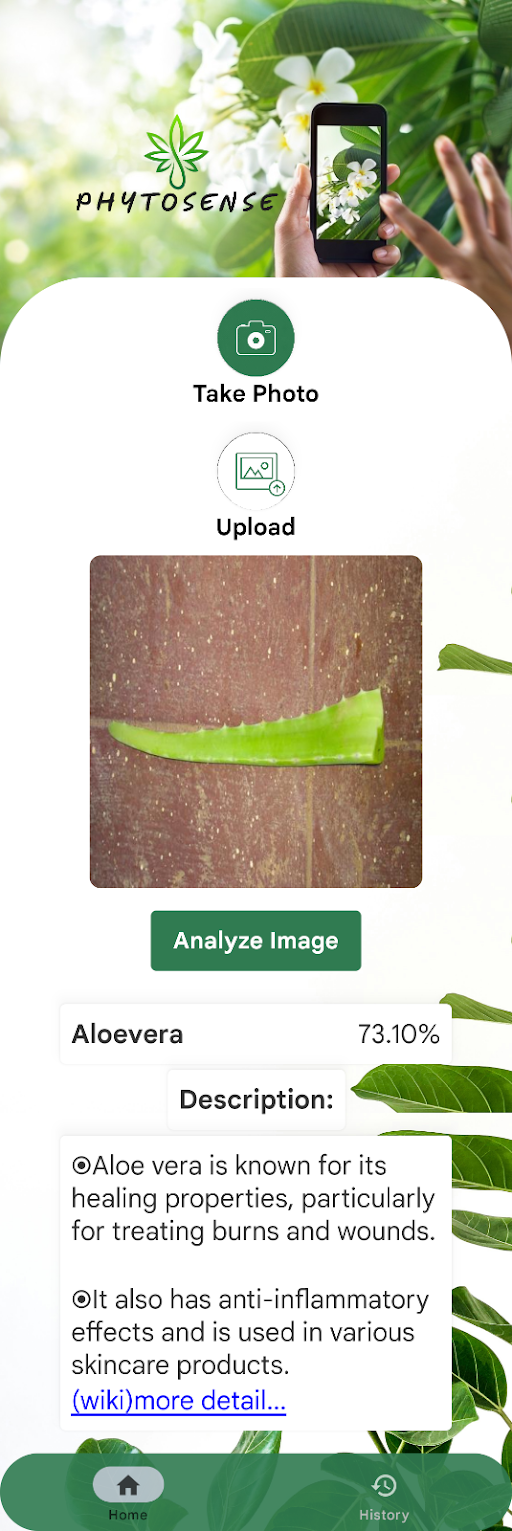 PHYTOSENSE
Take Photo
Upload
Analyze Image
Aloevera 73.10%
Description:
⦿Aloe vera is known for its
healing properties, particularly
for treating burns and wounds.
⦿It also has anti-inflammatory
effects and is used in various
skincare products.
(wiki)more detail...
Home History